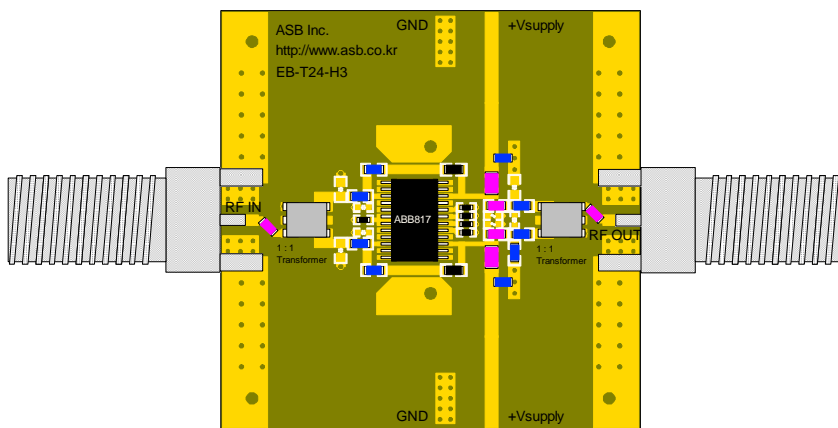 ASB Inc.
http://www.asb.co.kr
EB-T24-H3
GND
+Vsupply
RF IN
ABB817
RF OUT
1 : 1
Transformer
1 : 1
Transformer
GND
+Vsupply